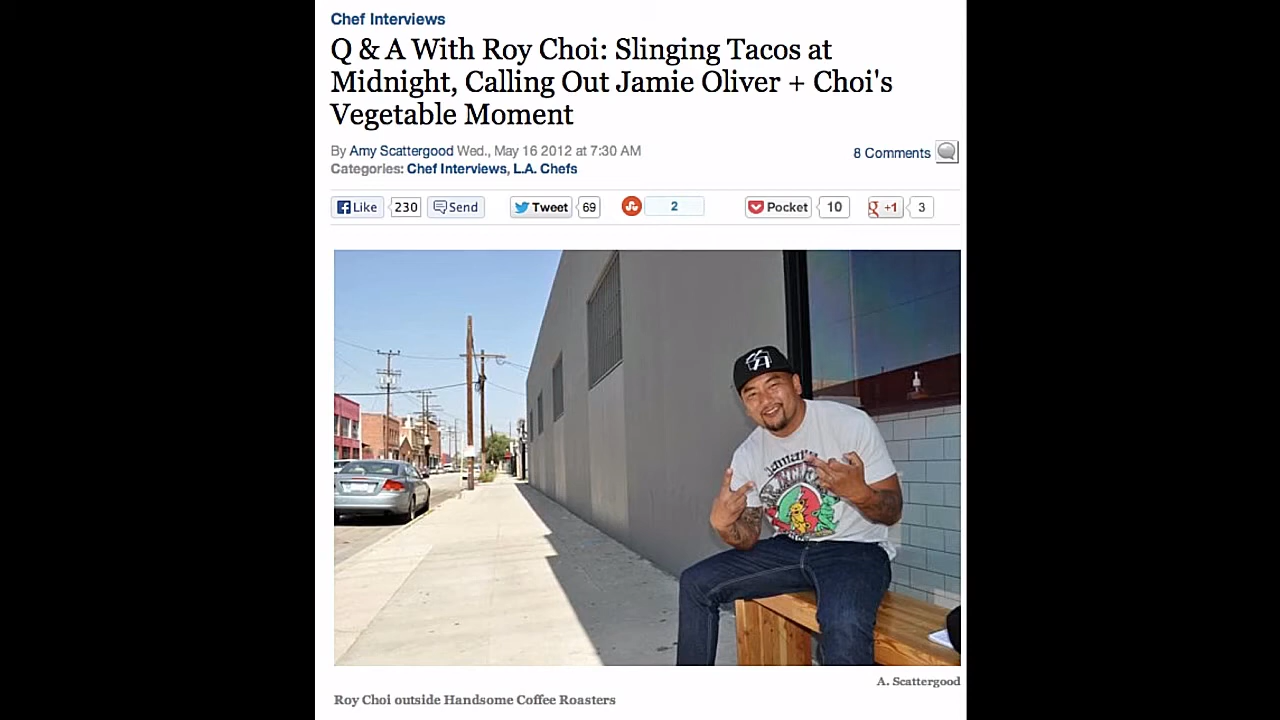 Chef Interviews
Q & A With Roy Choi: Slinging Tacos at
Midnight, Calling Out Jamie Oliver + Choi's
Vegetable Moment
By Amy Scattergood Wed., May 16 2012 at 7:30 AM
8 Comments
Categories: Chef Interviews, L.A. Chefs
Like 230 Send Tweet 69 2 Pocket 10 +1 3
Jamaica
A. Scattergood
Roy Choi outside Handsome Coffee Roasters